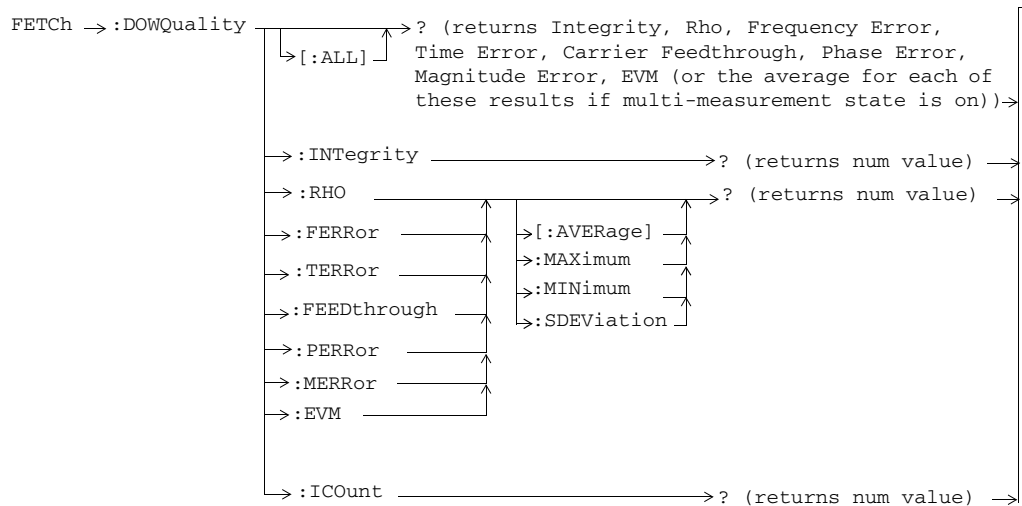 FETCh :DOWQuality ? (returns Integrity, Rho, Frequency Error,
[:ALL] Time Error, Carrier Feedthrough, Phase Error,
Magnitude Error, EVM (or the average for each of
these results if multi-measurement state is on))
:INTegrity ? (returns num value)
:RHO ? (returns num value)
:FERRor [:AVERage]
:TERRor :MAXimum
:FEEDthrough :MINimum
:PERRor :SDEViation
:MERRor
:EVM
:ICOunt ? (returns num value)